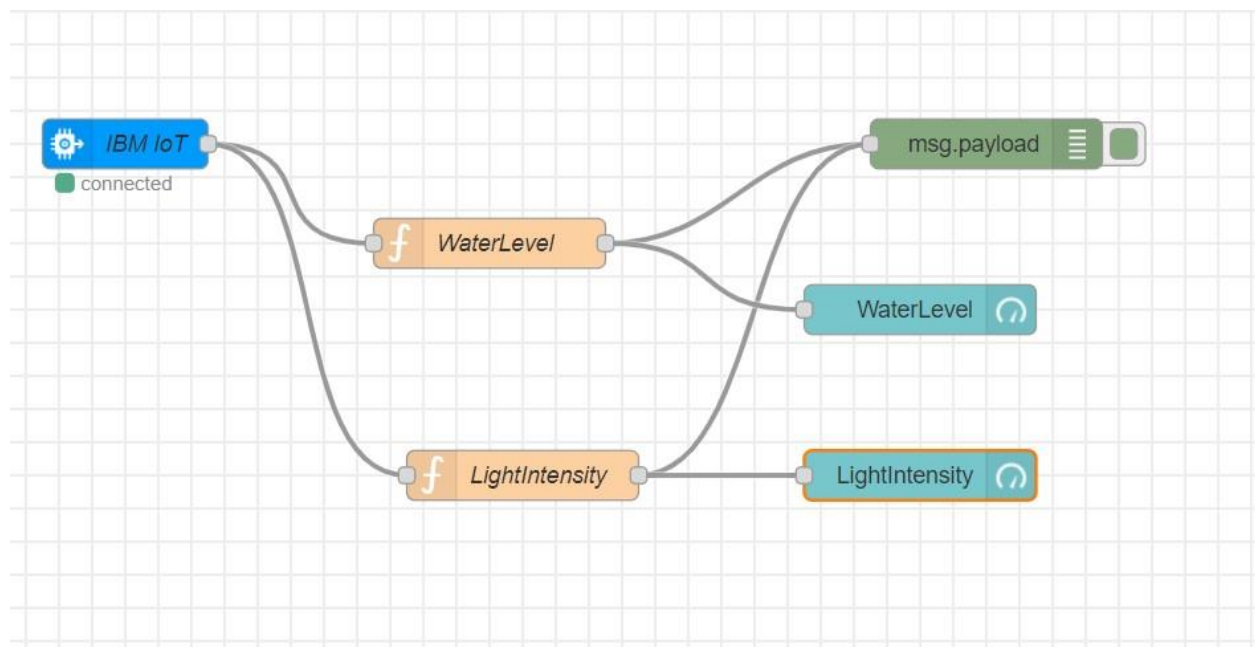 IBM IoT
msg.payload
connected
WaterLevel
WaterLevel
LightIntensity
LightIntensity